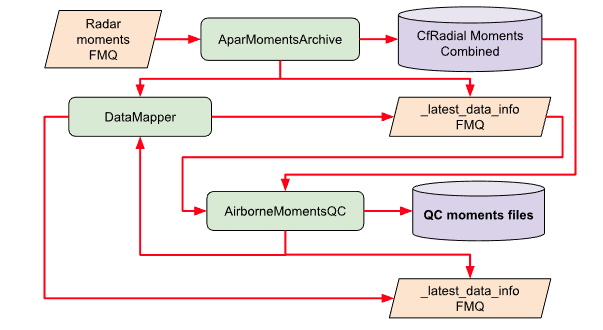 Radar
moments
FMQ
AparMomentsArchive
CfRadial Moments
Combined
DataMapper
_latest_data_info
FMQ
AirborneMomentsQC
QC moments files
_latest_data_info
FMQ